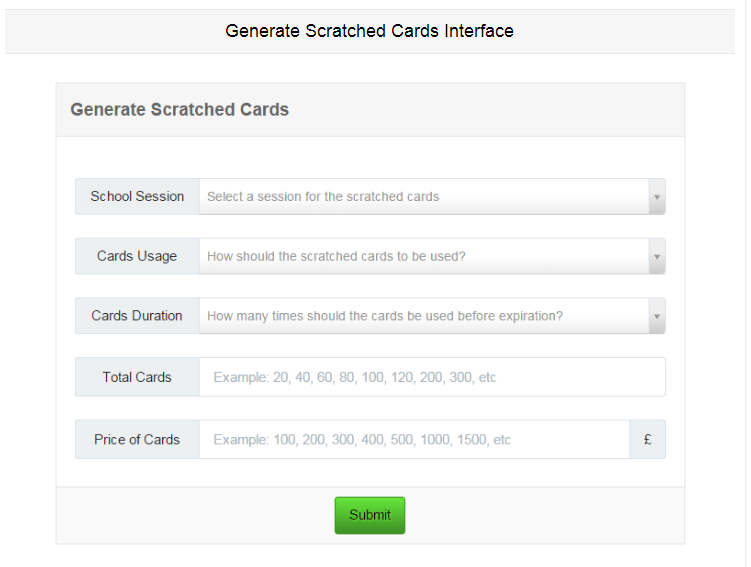 Generate Scratched Cards Interface
Generate Scratched Cards
School Session Select a session for the scratched cards
Cards Usage How should the scratched cards to be used?
Cards Duration How many times should the cards be used before expiration?
Total Cards Example: 20, 40, 60, 80, 100, 120, 200, 300, etc
Price of Cards Example: 100, 200, 300, 400, 500, 1000, 1500, etc £
Submit